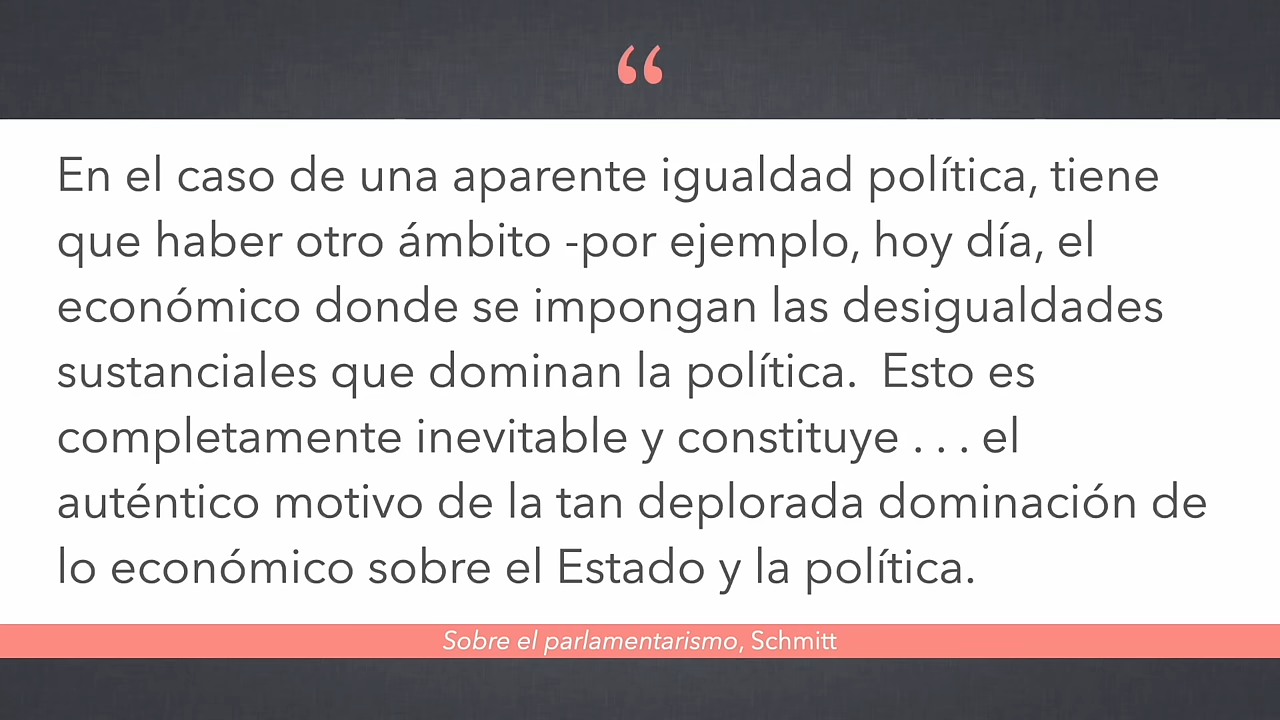 “
En el caso de una aparente igualdad política, tiene
que haber otro ámbito -por ejemplo, hoy día, el
económico donde se impongan las desigualdades
sustanciales que dominan la política.  Esto es
completamente inevitable y constituye . . . el
auténtico motivo de la tan deplorada dominación de
lo económico sobre el Estado y la política.
Sobre el parlamentarismo, Schmitt